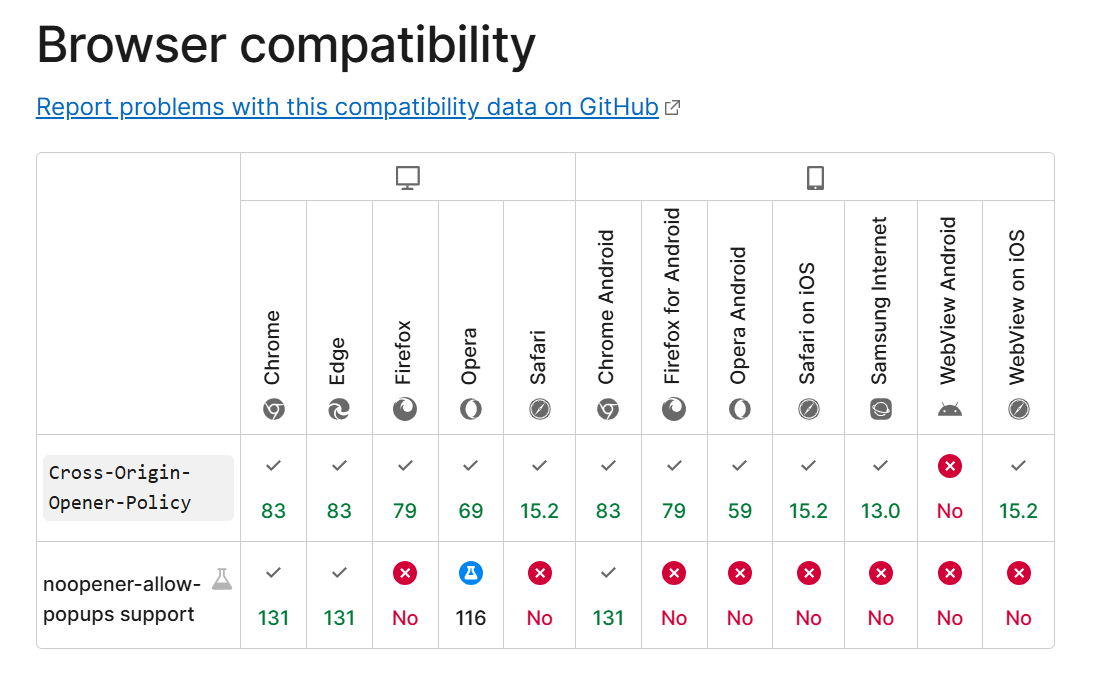 Browser compatibility
Report problems with this compatibility data on GitHub
Chrome
Edge
Firefox
Opera
Safari
Chrome Android
Firefox for Android
Opera Android
Safari on iOS
Samsung Internet
WebView Android
WebView on iOS
Cross-Origin-
Opener-Policy
83 83 79 69 15.2 83 79 59 15.2 13.0 No 15.2
noopener-allow-
popups support
131 131 No 116 No 131 No No No No No No